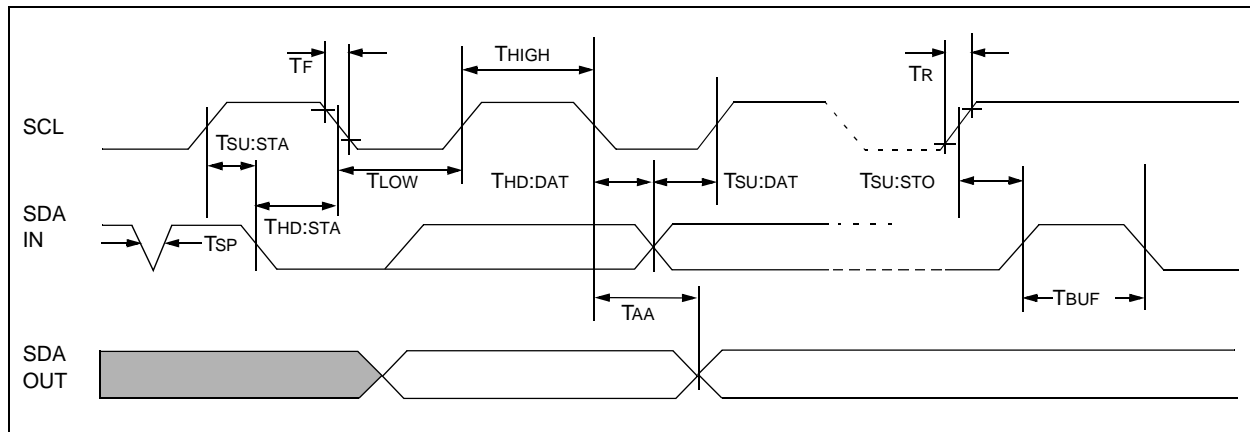 TF
THIGH
TR
SCL
TSU:STA
TLOW
THD:DAT
TSU:DAT
TSU:STO
SDA
IN
TSP
THD:STA
TAA
TBUF
SDA
OUT